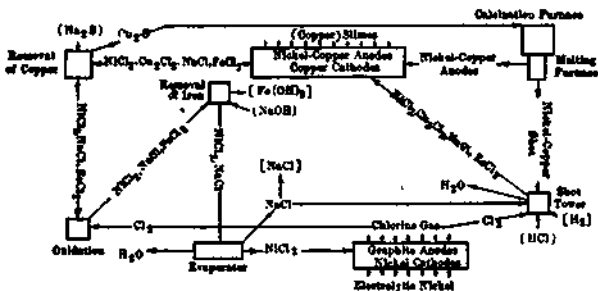 Calcination Furnace
(Na₂S)
Cu₂S
(Copper) Slimes
Removal
of Copper
NiCl₂-Cu₂Cl₂-NaCl,FeCl₂
Nickel-Copper Anodes
Copper Cathodes
Nickel-Copper
Anodes
Melting
Furnace
Removal
of Iron
[Fe(OH)₃]
(NaOH)
NiCl₂,NaCl,FeCl₂
NiCl₂,NaCl,FeCl₃
NiCl₂,NaCl
NiCl₂,Cu₂Cl₂,NaCl,FeCl₂
Nickel-Copper
Shot
[NaCl]
H₂O
NaCl
Shot
Tower
Cl₂
Chlorine Gas
Cl₂
[H₂]
(HCl)
Oxidation
H₂O
Evaporator
NiCl₂
Graphite Anodes
Nickel Cathodes
Electrolytic Nickel